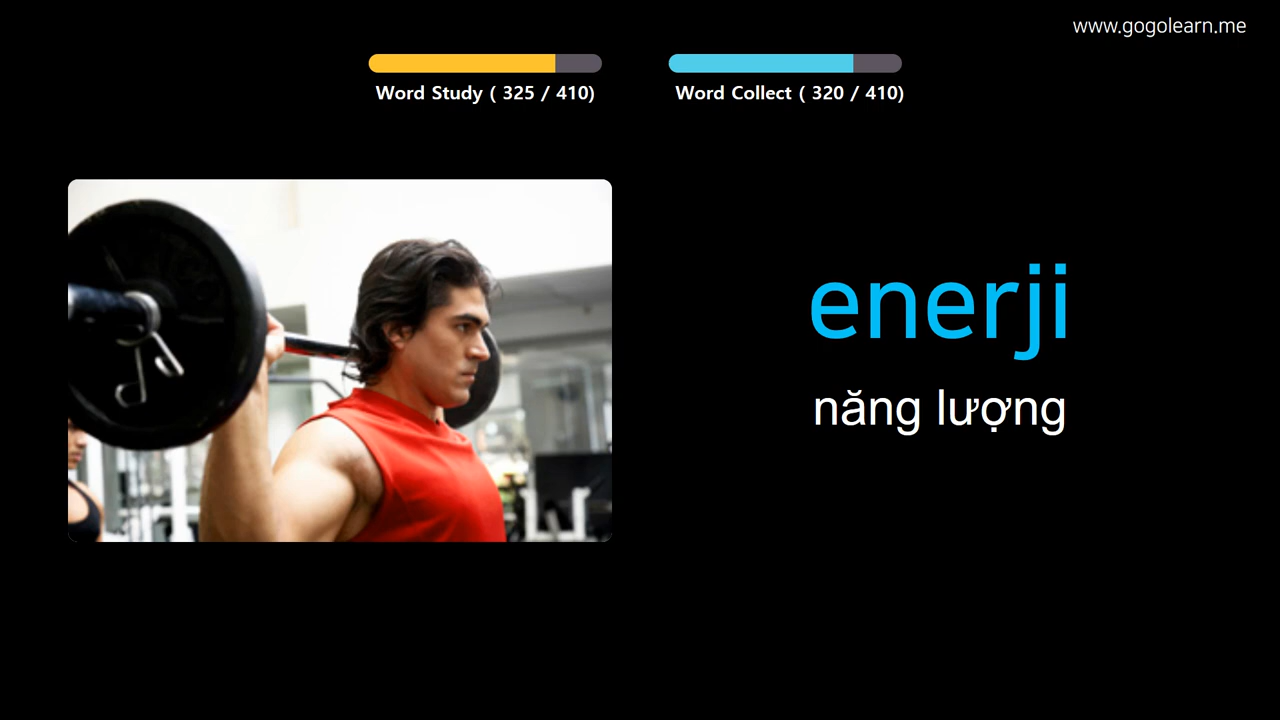 www.gogolearn.me
Word Study ( 325 / 410)
Word Collect ( 320 / 410)
enerji
năng lượng